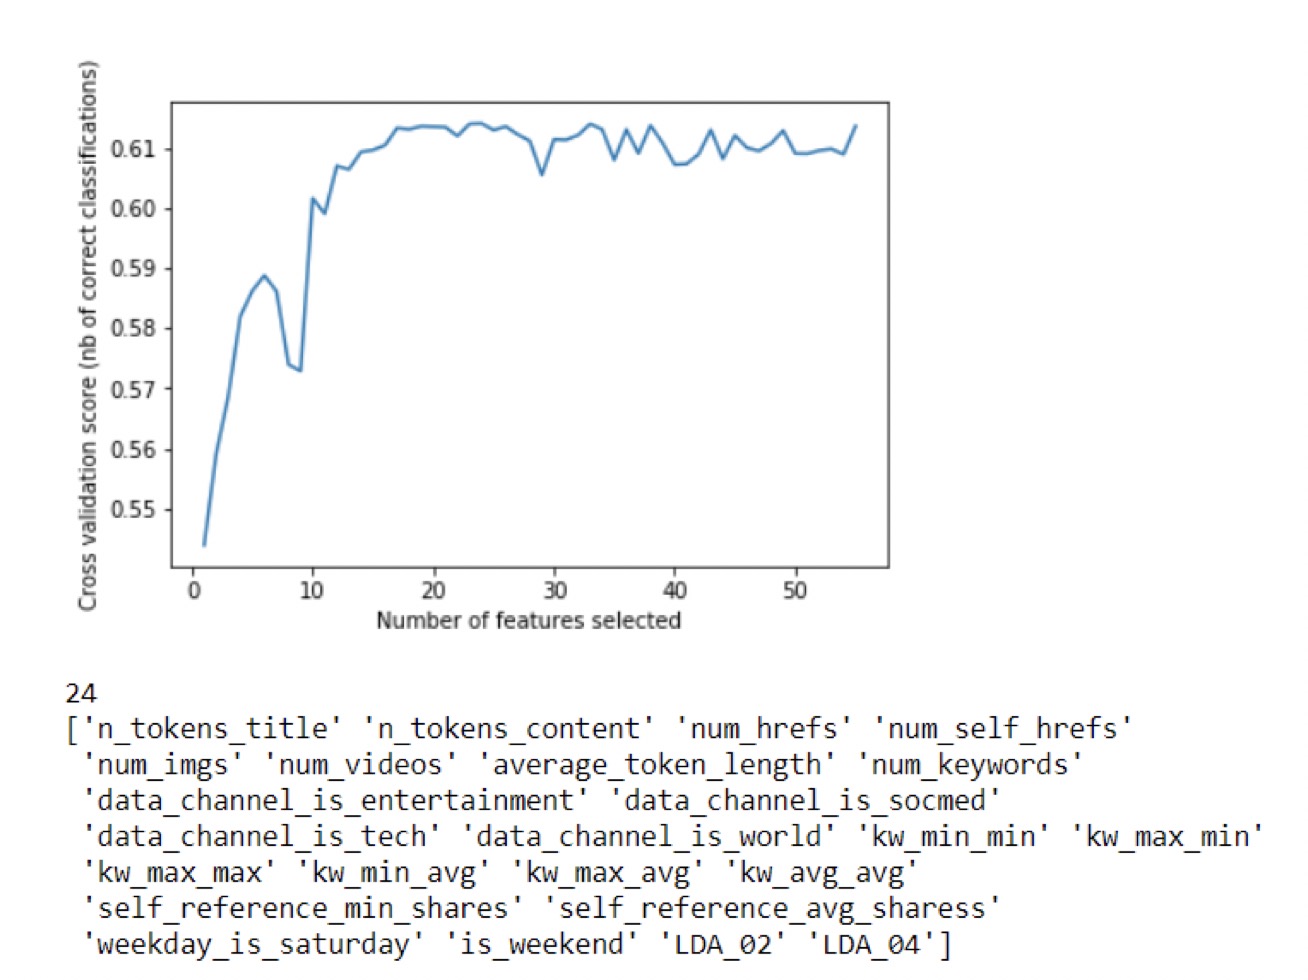 Cross validation score (nb of correct classifications)
0.61
0.60
0.59
0.58
0.57
0.56
0.55
0 10 20 30 40 50
Number of features selected
24
['n_tokens_title' 'n_tokens_content' 'num_hrefs' 'num_self_hrefs'
'num_imgs' 'num_videos' 'average_token_length' 'num_keywords'
'data_channel_is_entertainment' 'data_channel_is_socmed'
'data_channel_is_tech' 'data_channel_is_world' 'kw_min_min' 'kw_max_min'
'kw_max_max' 'kw_min_avg' 'kw_max_avg' 'kw_avg_avg'
'self_reference_min_shares' 'self_reference_avg_sharess'
'weekday_is_saturday' 'is_weekend' 'LDA_02' 'LDA_04']